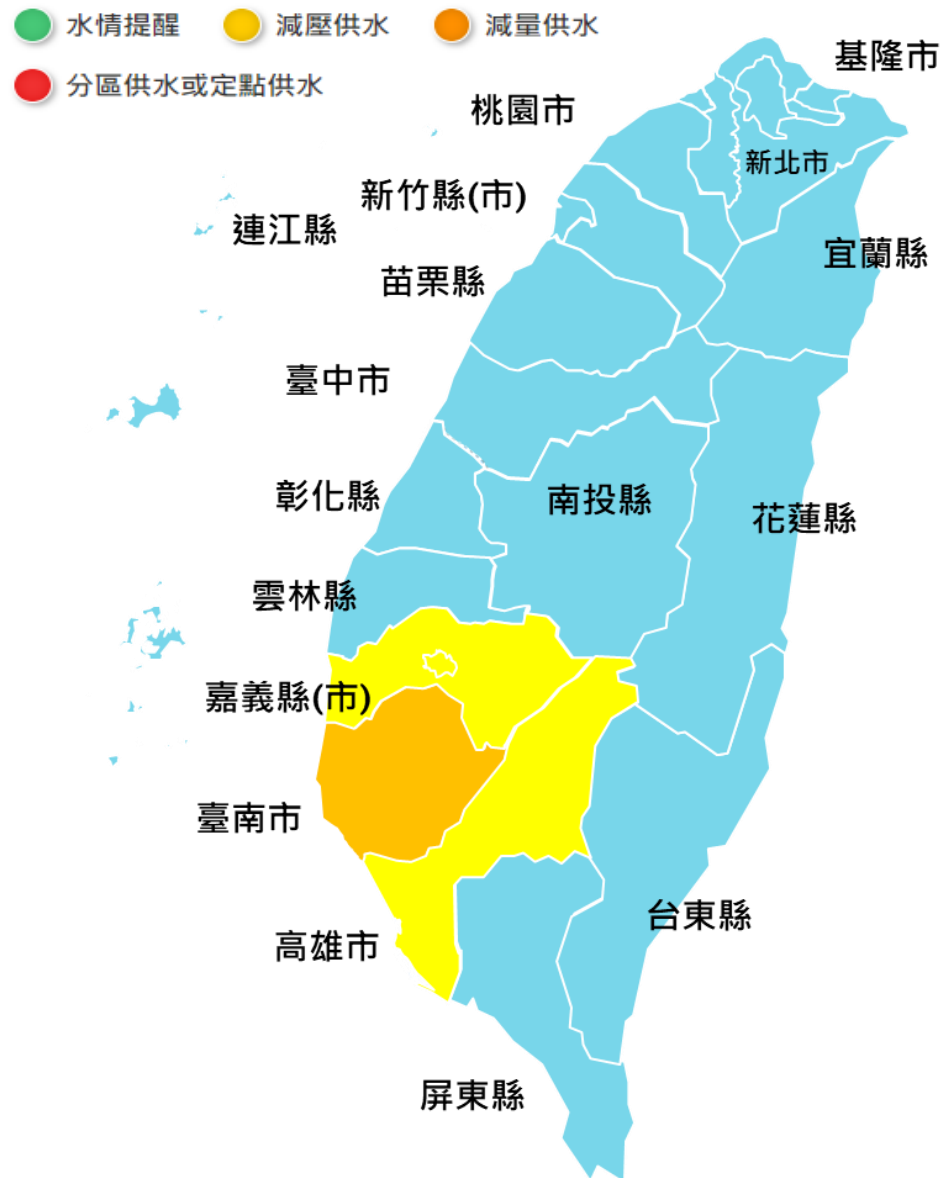 水情提醒 減壓供水 減量供水
分區供水或定點供水
基隆市
桃園市
新北市
新竹縣(市)
連江縣
宜蘭縣
苗栗縣
臺中市
彰化縣
南投縣
花蓮縣
雲林縣
嘉義縣(市)
臺南市
台東縣
高雄市
屏東縣